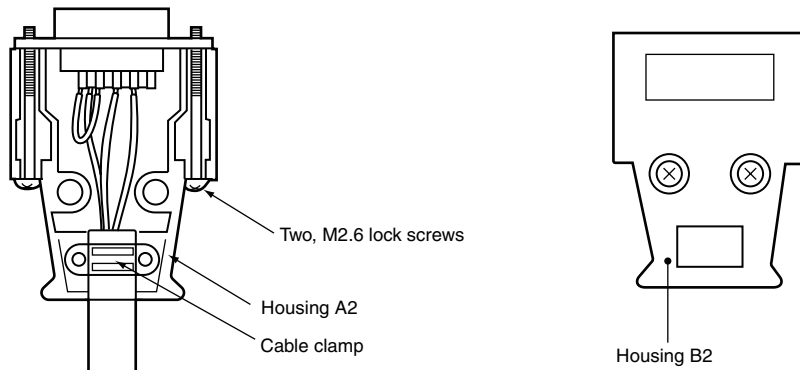 Two, M2.6 lock screws
Housing A2
Cable clamp
Housing B2